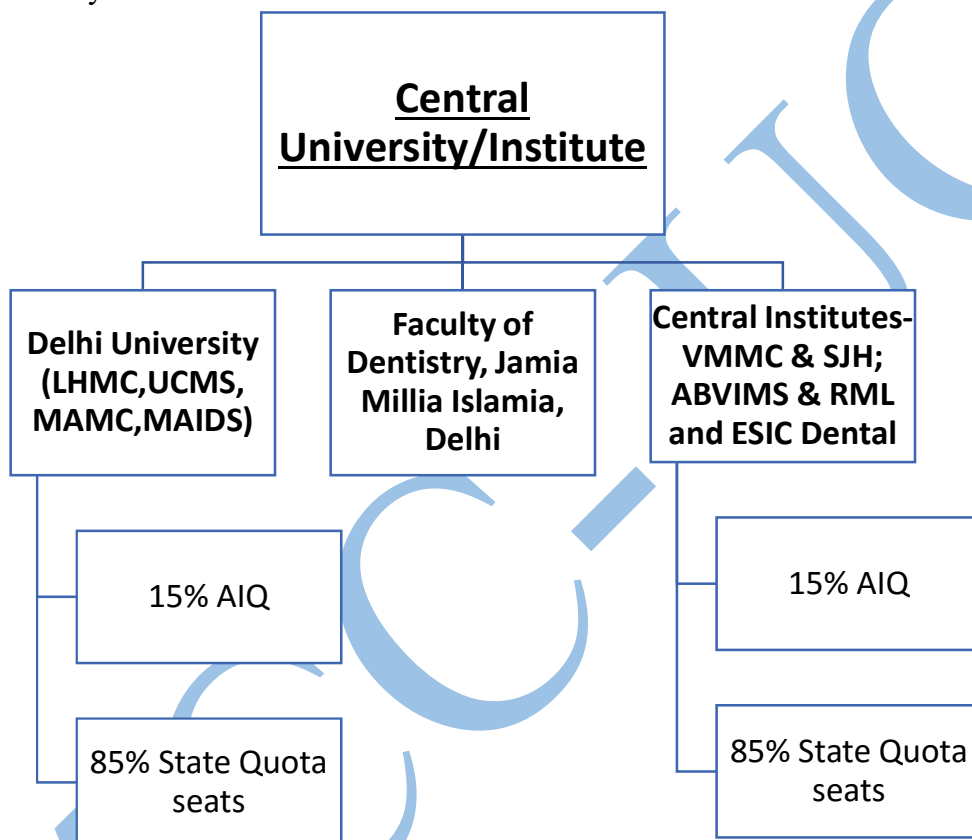 Central
University/Institute
Delhi University
(LHMC,UCMS,
MAMC,MAIDS)
Faculty of
Dentistry, Jamia
Millia Islamia,
Delhi
Central Institutes-
VMMC & SJH;
ABVIMS & RML
and ESIC Dental
15% AIQ
85% State Quota
seats
15% AIQ
85% State Quota
seats